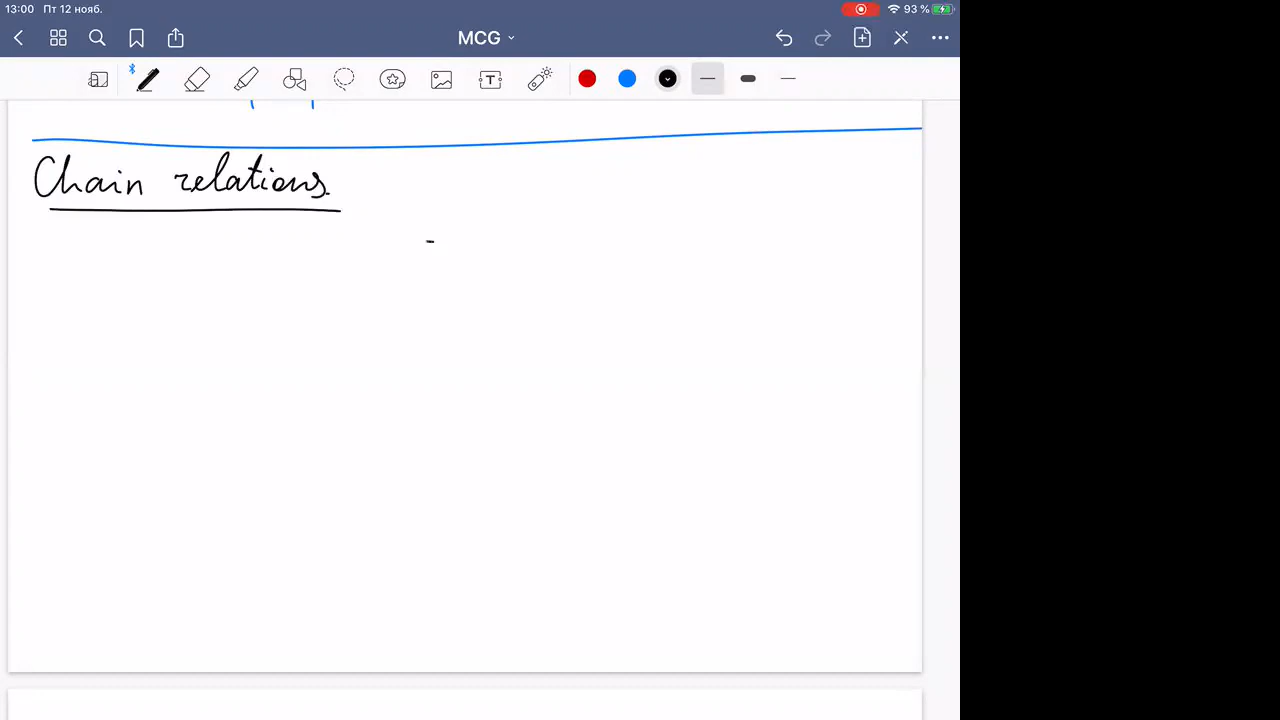 13:00 Пт 12 нояб. 93 %
MCG
T
Chain relations.